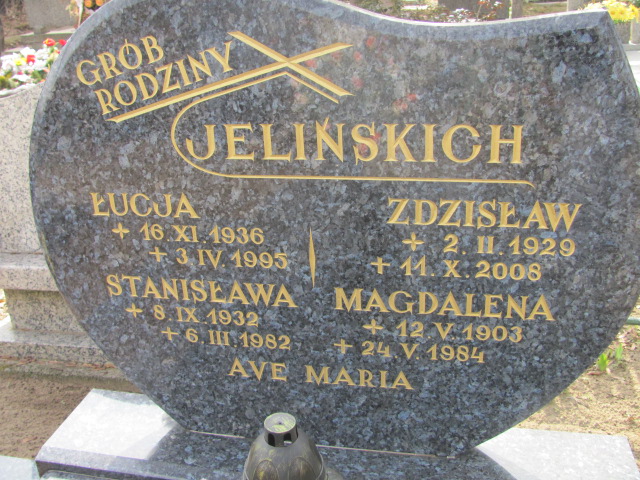 GRÓB
RODZINY
JELIŃSKICH
ŁUCJA
+ 16.XI.1936
+ 3.IV.1995
ZDZISŁAW
+ 2.II.1929
+ 11.X.2008
STANISŁAWA
+ 8.IX.1932
+ 6.III.1982
MAGDALENA
+ 12.V.1903
+ 24.V.1984
AVE MARIA